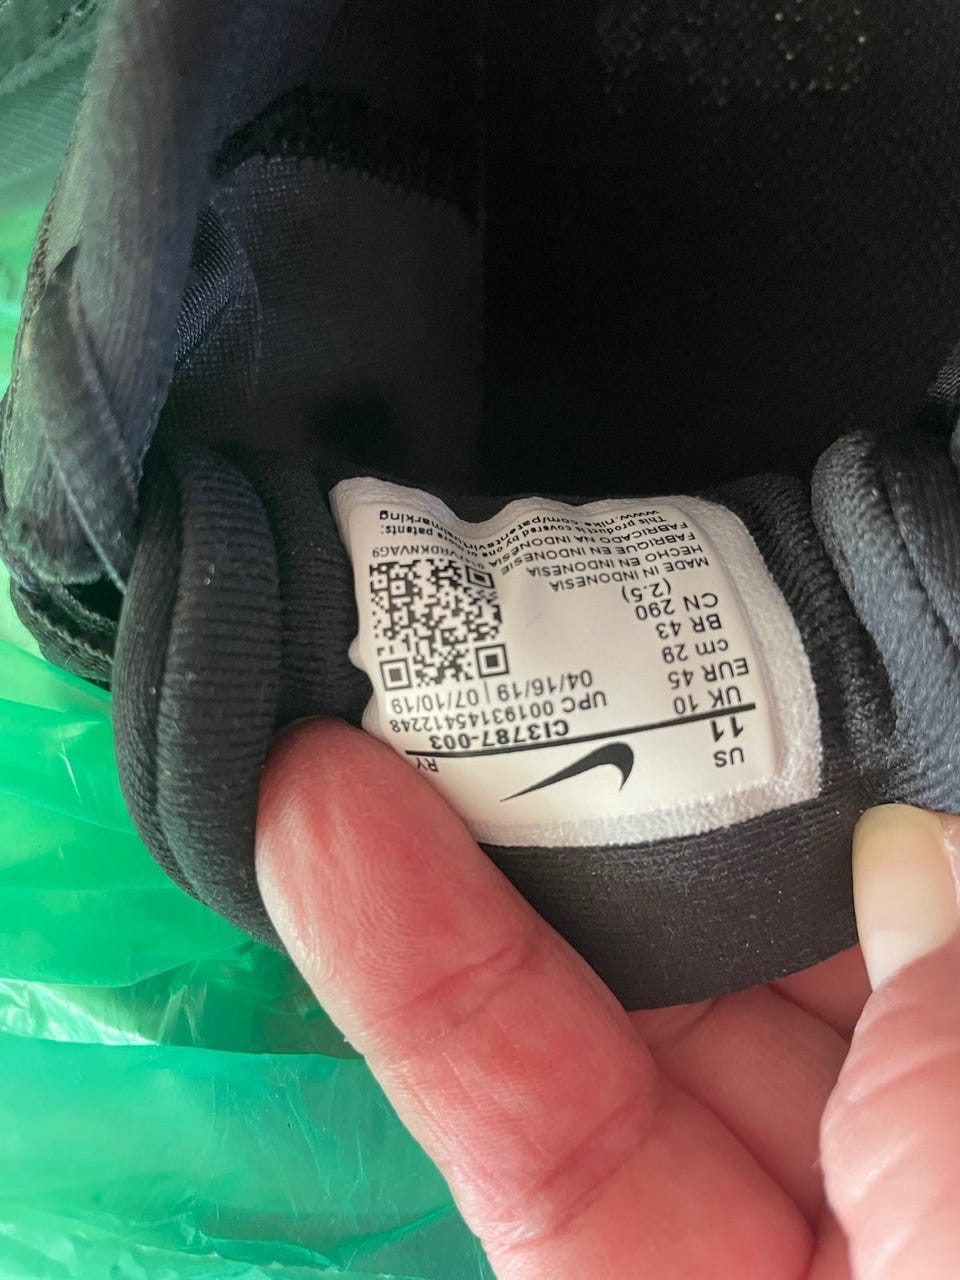 US
11
RY
UK 10
CI3787-003
EUR 45
UPC 00193145412248
cm 29
04/16/19 | 07/10/19
BR 43
CN 290
(2.5)
MADE IN INDONESIA
HECHO EN INDONESIA
FABRIQUE EN INDONESIE
FABRICADO NA INDONESIA
This product is covered by one or more patents:
www.nike.com/patentsvirtualmarking